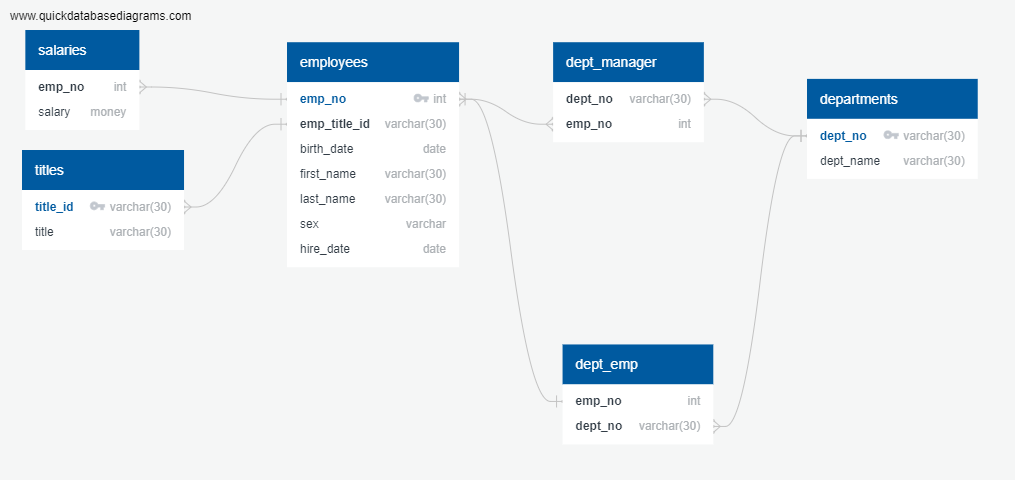 www.quickdatabasediagrams.com
salaries
emp_no int
salary money
titles
title_id varchar(30)
title varchar(30)
employees
emp_no int
emp_title_id varchar(30)
birth_date date
first_name varchar(30)
last_name varchar(30)
sex varchar
hire_date date
dept_manager
dept_no varchar(30)
emp_no int
departments
dept_no varchar(30)
dept_name varchar(30)
dept_emp
emp_no int
dept_no varchar(30)